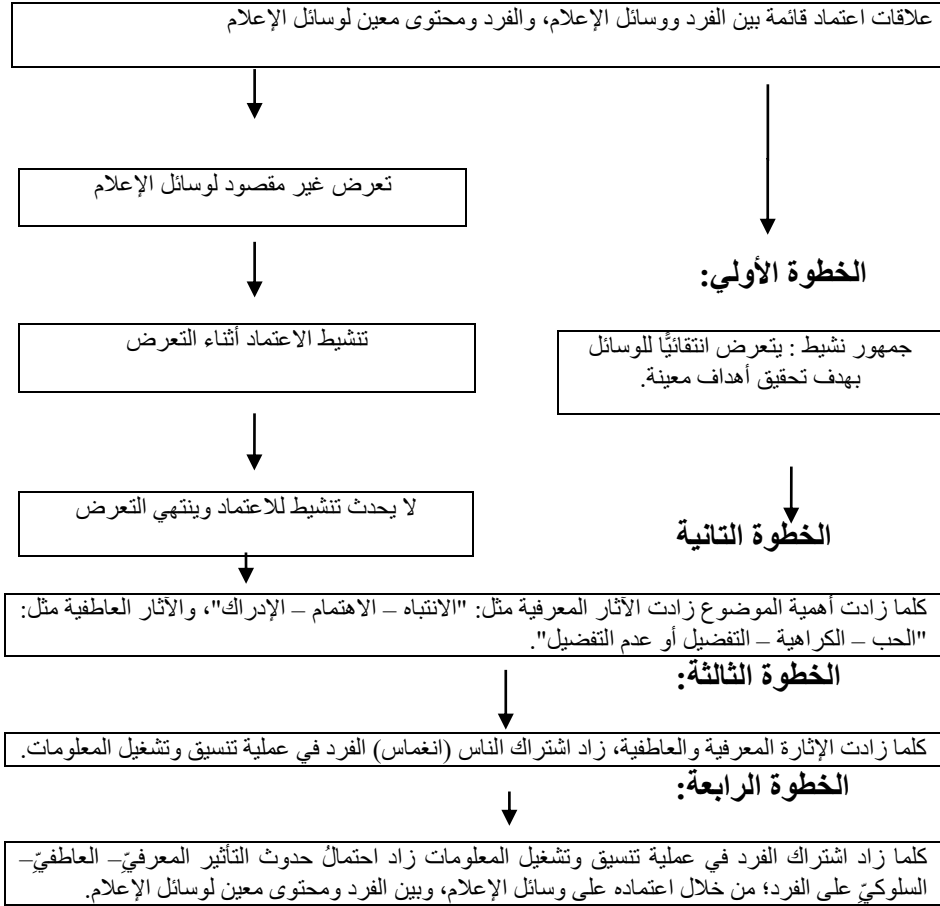 علاقات اعتماد قائمة بين الفرد ووسائل الإعلام، والفرد ومحتوى معين لوسائل الإعلام
تعرض غير مقصود لوسائل الإعلام
الخطوة الأولي:
تنشيط الاعتماد أثناء التعرض
جمهور نشيط : يتعرض انتقائيًّا للوسائل
بهدف تحقيق أهداف معينة.
لا يحدث تنشيط للاعتماد وينتهي التعرض
الخطوة التانية
كلما زادت أهمية الموضوع زادت الآثار المعرفية مثل: "الانتباه – الاهتمام – الإدراك"، والآثار العاطفية مثل:
"الحب – الكراهية – التفضيل أو عدم التفضيل".
الخطوة الثالثة:
كلما زادت الإثارة المعرفية والعاطفية، زاد اشتراك الناس (انغماس) الفرد في عملية تنسيق وتشغيل المعلومات.
الخطوة الرابعة:
كلما زاد اشتراك الفرد في عملية تنسيق وتشغيل المعلومات زاد احتمالُ حدوث التأثير المعرفيّ– العاطفيّ–
السلوكيّ على الفرد؛ من خلال اعتماده على وسائل الإعلام، وبين الفرد ومحتوى معين لوسائل الإعلام.